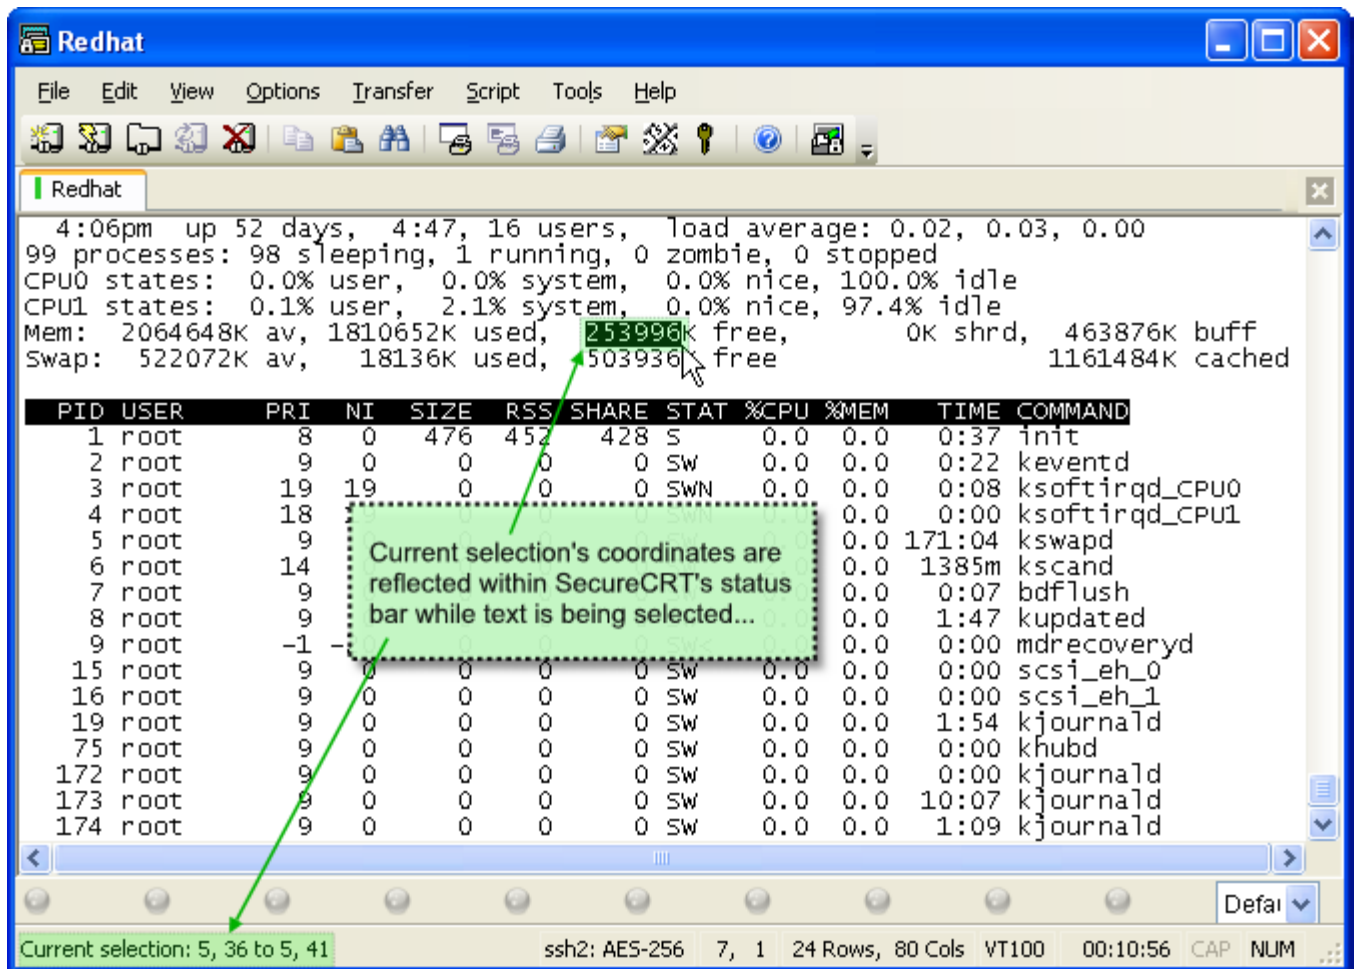 Redhat
File Edit View Options Transfer Script Tools Help
Redhat
4:06pm up 52 days, 4:47, 16 users, load average: 0.02, 0.03, 0.00
99 processes: 98 sleeping, 1 running, 0 zombie, 0 stopped
CPU0 states: 0.0% user, 0.0% system, 0.0% nice, 100.0% idle
CPU1 states: 0.1% user, 2.1% system, 0.0% nice, 97.4% idle
Mem: 2064648K av, 1810652K used, 253996K free, 0K shrd, 463876K buff
Swap: 522072K av, 18136K used, 503936K free 1161484K cached
PID USER PRI NI SIZE RSS SHARE STAT %CPU %MEM TIME COMMAND
1 root 8 0 476 452 428 S 0.0 0.0 0:37 init
2 root 9 0 0 0 0 SW 0.0 0.0 0:22 keventd
3 root 19 19 0 0 0 SWN 0.0 0.0 0:08 ksoftirqd_CPU0
4 root 18 0.0 0:00 ksoftirqd_CPU1
5 root 9 0.0 171:04 kswapd
6 root 14 0.0 1385m kscand
7 root 9 0.0 0:07 bdflush
8 root 9 0.0 1:47 kupdated
9 root -1 0.0 0:00 mdrecoveryd
Current selection's coordinates are
reflected within SecureCRT's status
bar while text is being selected...
15 root 9 0 0 0 0 SW 0.0 0.0 0:00 scsi_eh_0
16 root 9 0 0 0 0 SW 0.0 0.0 0:00 scsi_eh_1
19 root 9 0 0 0 0 SW 0.0 0.0 1:54 kjournald
75 root 9 0 0 0 0 SW 0.0 0.0 0:00 khubd
172 root 9 0 0 0 0 SW 0.0 0.0 0:00 kjournald
173 root 9 0 0 0 0 SW 0.0 0.0 10:07 kjournald
174 root 9 0 0 0 0 SW 0.0 0.0 1:09 kjournald
Defa
Current selection: 5, 36 to 5, 41 ssh2: AES-256 7, 1 24 Rows, 80 Cols VT100 00:10:56 CAP NUM